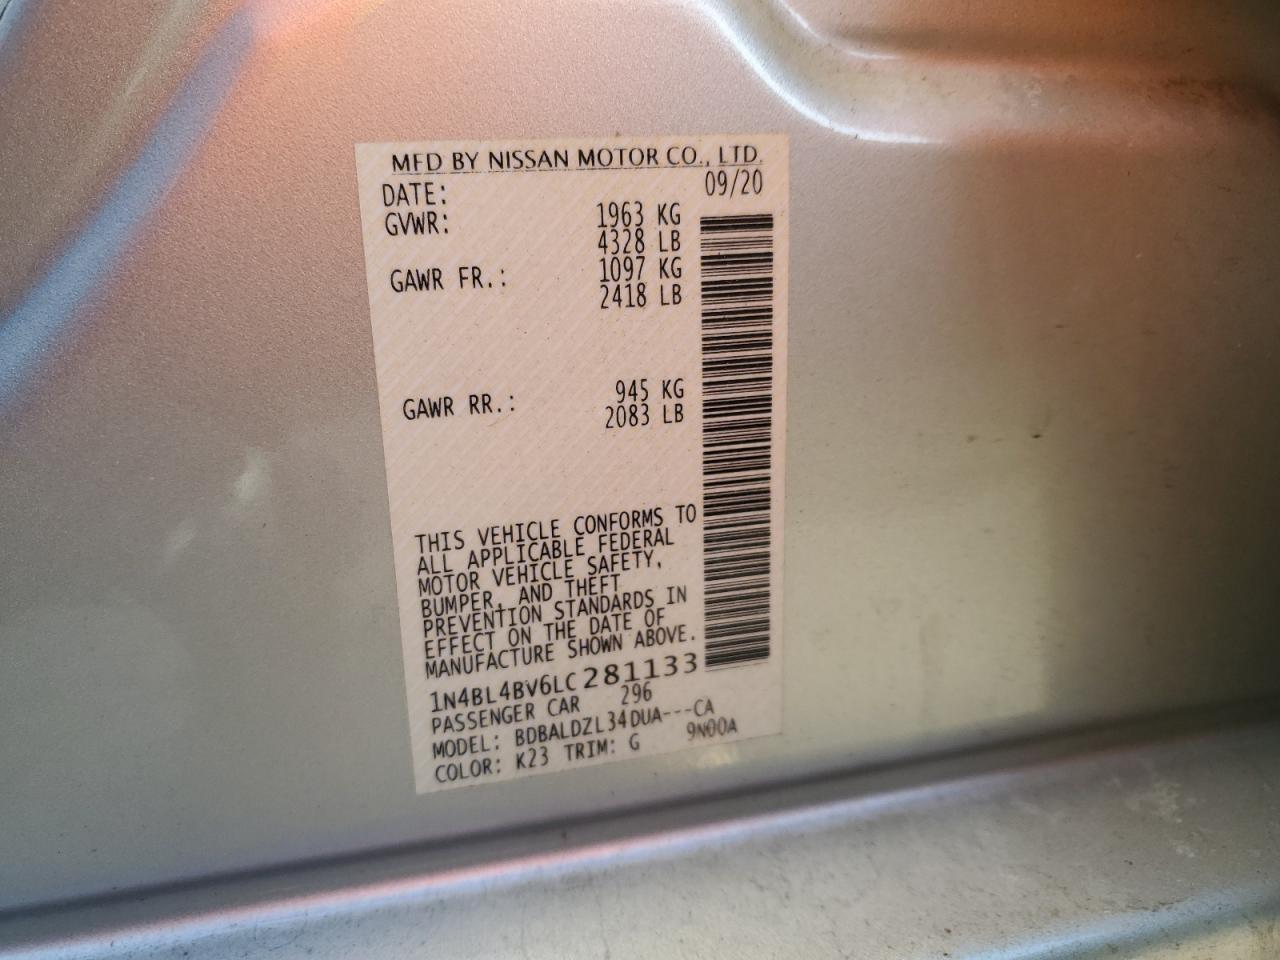 MFD BY NISSAN MOTOR CO., LTD.
DATE: 09/20
GVWR: 1963 KG
4328 LB
GAWR FR.: 1097 KG
2418 LB
GAWR RR.: 945 KG
2083 LB
THIS VEHICLE CONFORMS TO
ALL APPLICABLE FEDERAL
MOTOR VEHICLE SAFETY,
BUMPER, AND THEFT
PREVENTION STANDARDS IN
EFFECT ON THE DATE OF
MANUFACTURE SHOWN ABOVE.
1N4BL4BV6LC281133
PASSENGER CAR 296
MODEL: BDBALDZL34DUA---CA
COLOR: K23 TRIM: G 9N00A